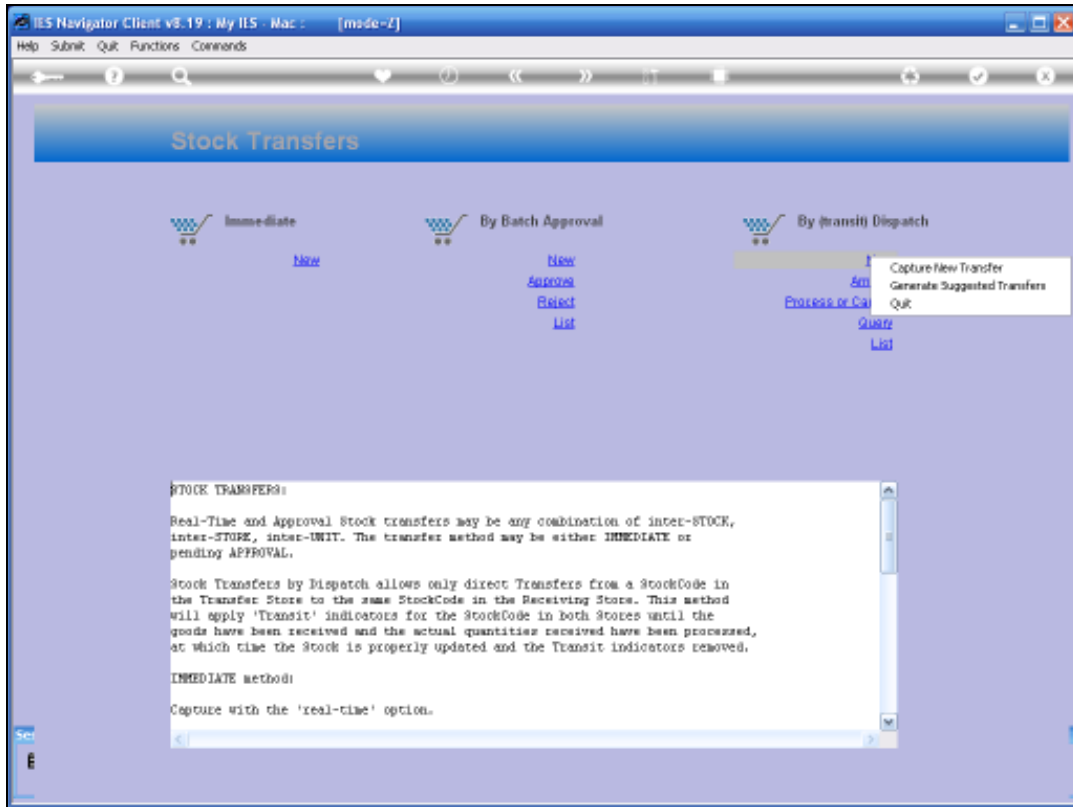 IES Navigator Client v8.19 : My IES - Mac : [mode=Z]
Help Submit Quit Functions Commands
Stock Transfers
Immediate By Batch Approval By (transit) Dispatch
New New
Capture New Transfer
Approve
Generate Suggested Transfers
Reject Process or Ca Quit
List Query
List
STOCK TRANSFERS:
Real-Time and Approval Stock transfers may be any combination of inter-STOCK,
inter-STORE, inter-UNIT. The transfer method may be either IMMEDIATE or
pending APPROVAL.
Stock Transfers by Dispatch allows only direct Transfers from a StockCode in
the Transfer Store to the same StockCode in the Receiving Store. This method
will apply 'Transit' indicators for the StockCode in both Stores until the
goods have been received and the actual quantities received have been processed,
at which time the Stock is properly updated and the Transit indicators removed.
IMMEDIATE method:
Capture with the 'real-time' option.